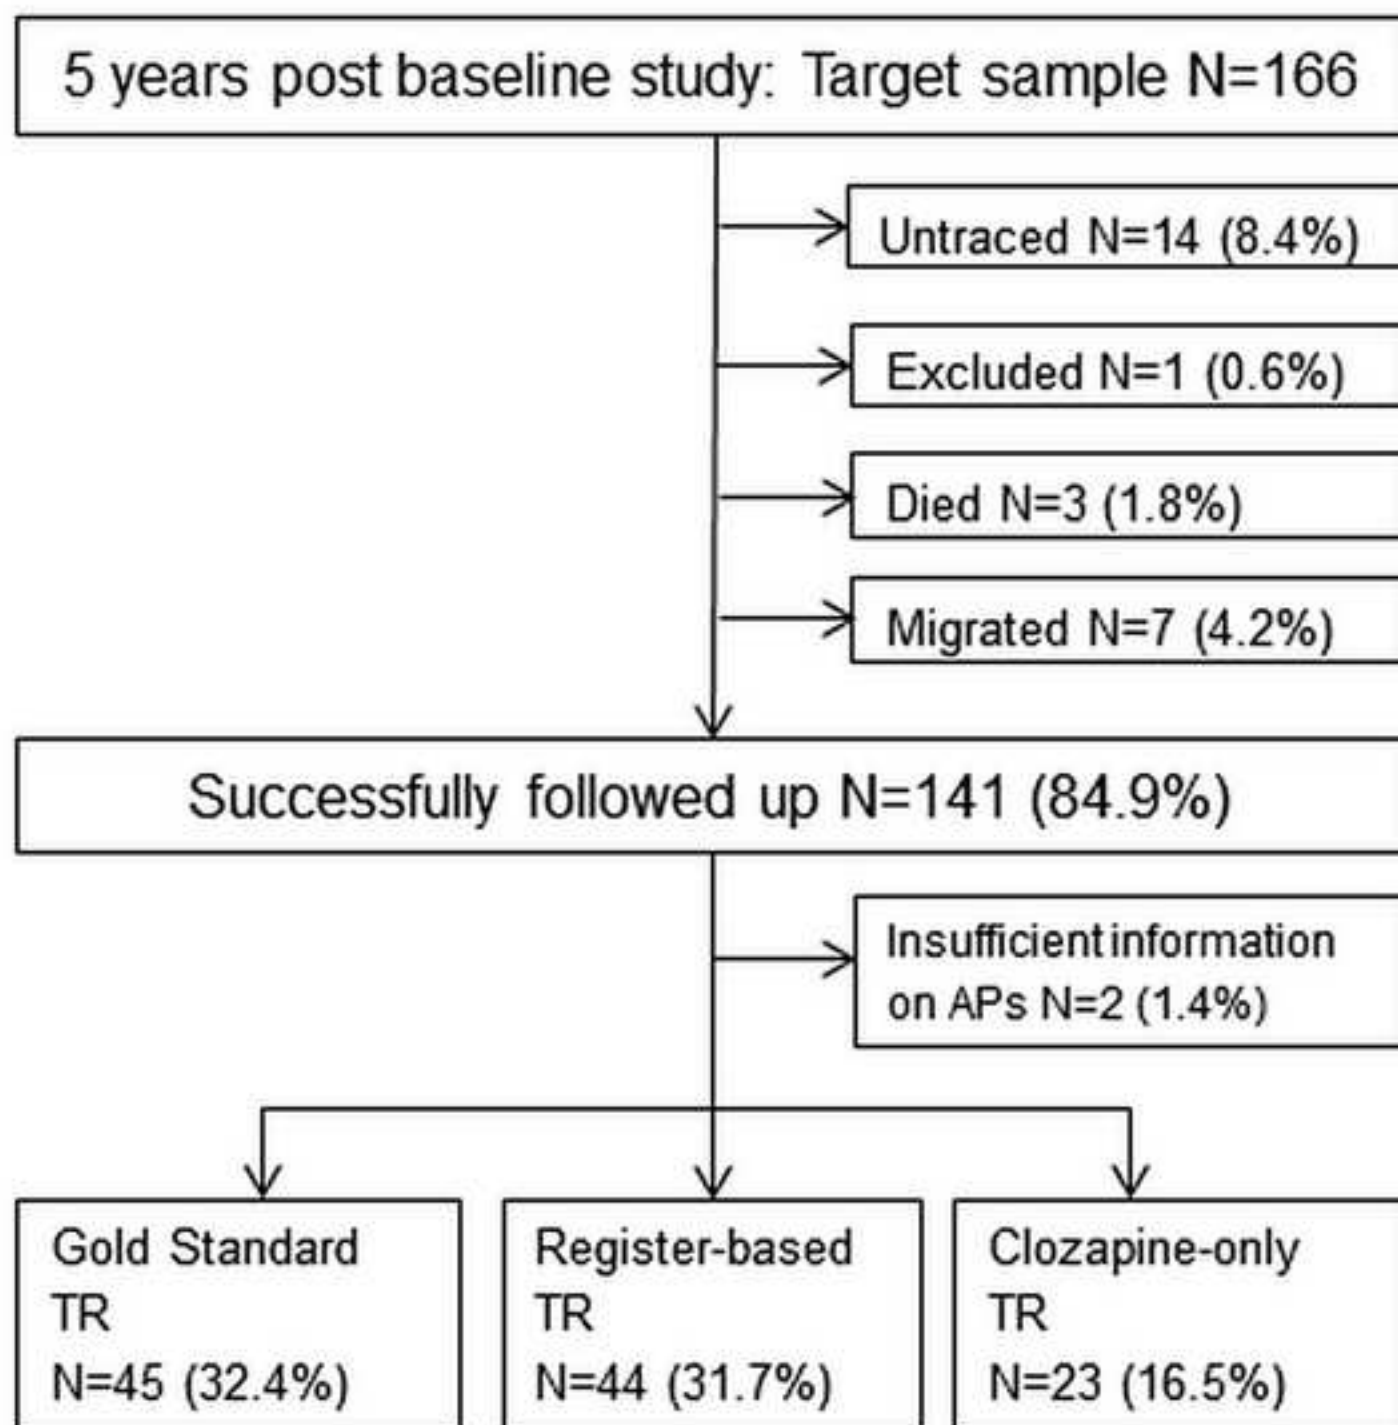 5 years post baseline study: Target sample N=166
Untraced N=14 (8.4%)
Excluded N=1 (0.6%)
Died N=3 (1.8%)
Migrated N=7 (4.2%)
Successfully followed up N=141 (84.9%)
Insufficient information
on APs N=2 (1.4%)
Gold Standard
TR
N=45 (32.4%)
Register-based
TR
N=44 (31.7%)
Clozapine-only
TR
N=23 (16.5%)